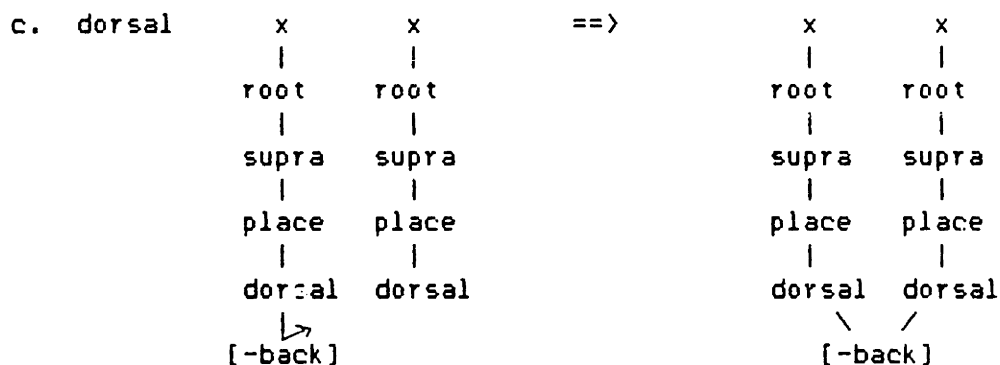 c. dorsal x x ==> x x
root root root root
supra supra supra supra
place place place place
dorsal dorsal dorsal dorsal
[-back] [-back]